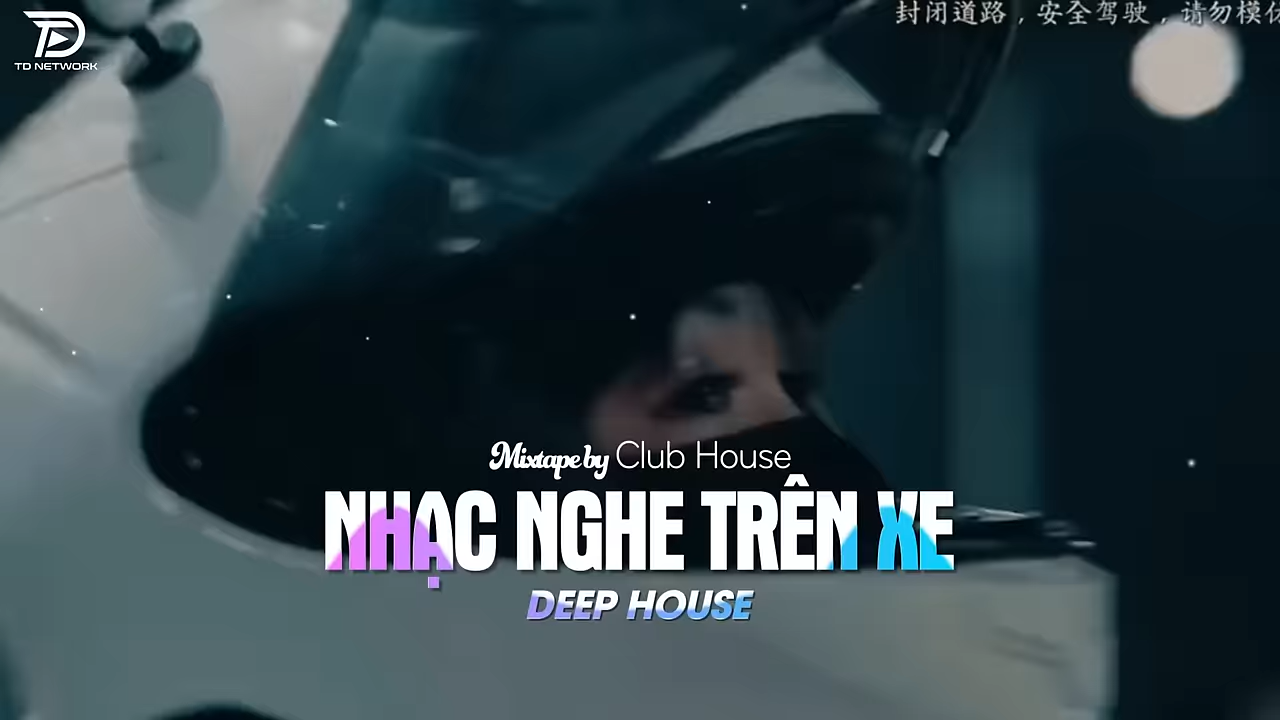 TD NETWORK
封闭道路，安全驾驶，请勿模仿
Mixtape by Club House
NHẠC NGHE TRÊN XE
DEEP HOUSE